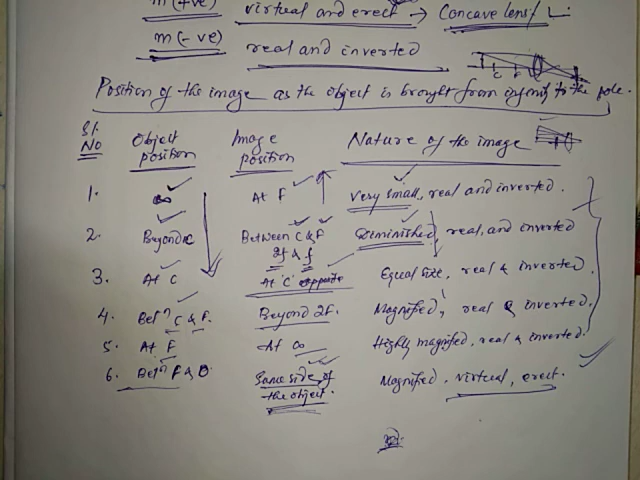 m(+ve) virtual and erect → Concave lens/
m(-ve) real and inverted
Position of the image as the object is brought from infinity to the pole.
Sl. No Object position Image position Nature of the image
1. ∞ At F Very small, real and inverted.
2. Beyond C Between C & F Diminished, real, and inverted
2f & f
3. At C At 'C' opposite Equal size, real & inverted.
4. Betn C & F. Beyond 2F. Magnified, real & inverted.
5. At F At ∞ Highly magnified, real & inverted.
6. Betn F & O Same side of the object. Magnified, virtual, erect.